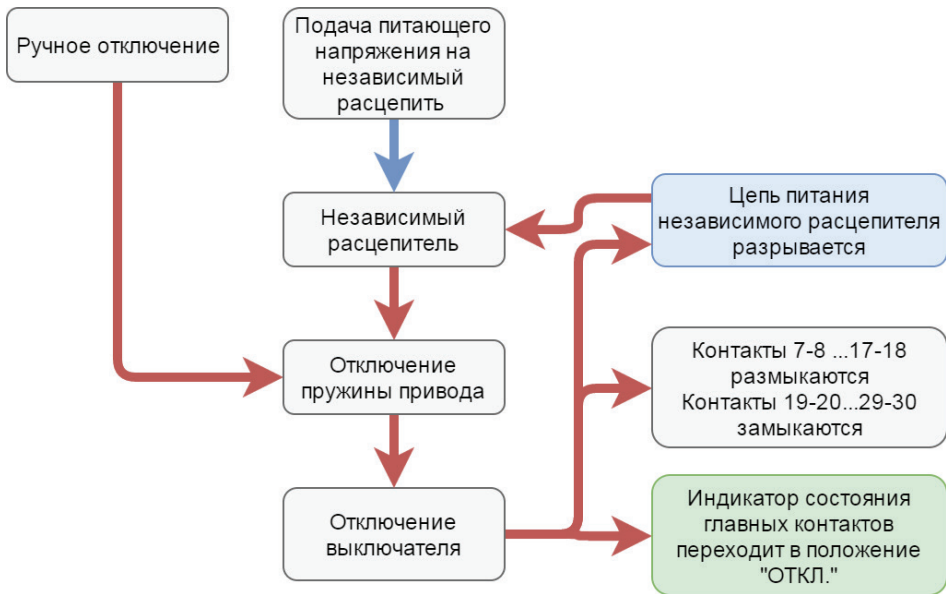 Ручное отключение
Подача питающего
напряжения на
независимый
расцепить
Независимый
расцепитель
Цепь питания
независимого расцепителя
разрывается
Отключение
пружины привода
Контакты 7-8 ...17-18
размыкаются
Контакты 19-20...29-30
замыкаются
Отключение
выключателя
Индикатор состояния
главных контактов
переходит в положение
"ОТКЛ."